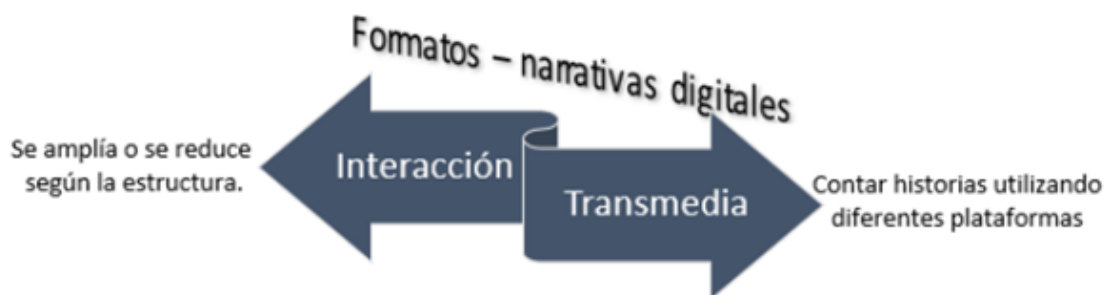 Formatos – narrativas digitales
Se amplía o se reduce
según la estructura.
Interacción
Transmedia
Contar historias utilizando
diferentes plataformas